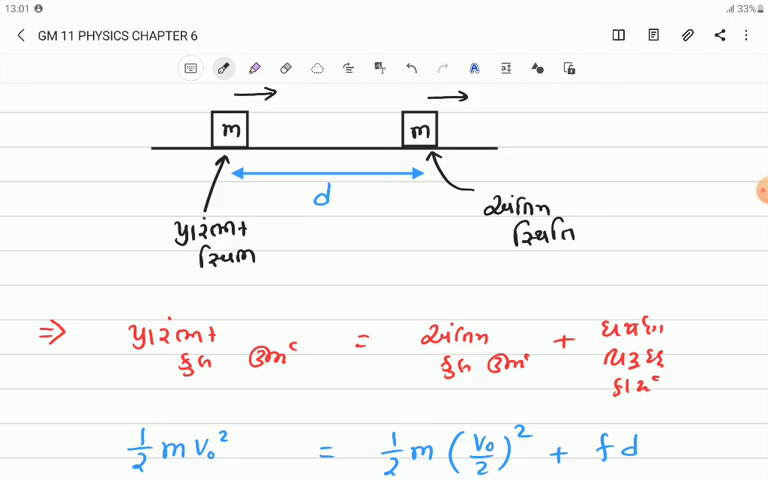 13:01
33%
GM 11 PHYSICS CHAPTER 6
m m
d
પ્રારંભિક
સ્થિતિ
અંતિમ
સ્થિતિ
⇒ પ્રારંભિક = અંતિમ + ઘર્ષણ
કુલ ઊર્જા કુલ ઊર્જા વિરુદ્ધ
કાર્ય
1/2 m v₀² = 1/2 m (v₀/2)² + f d